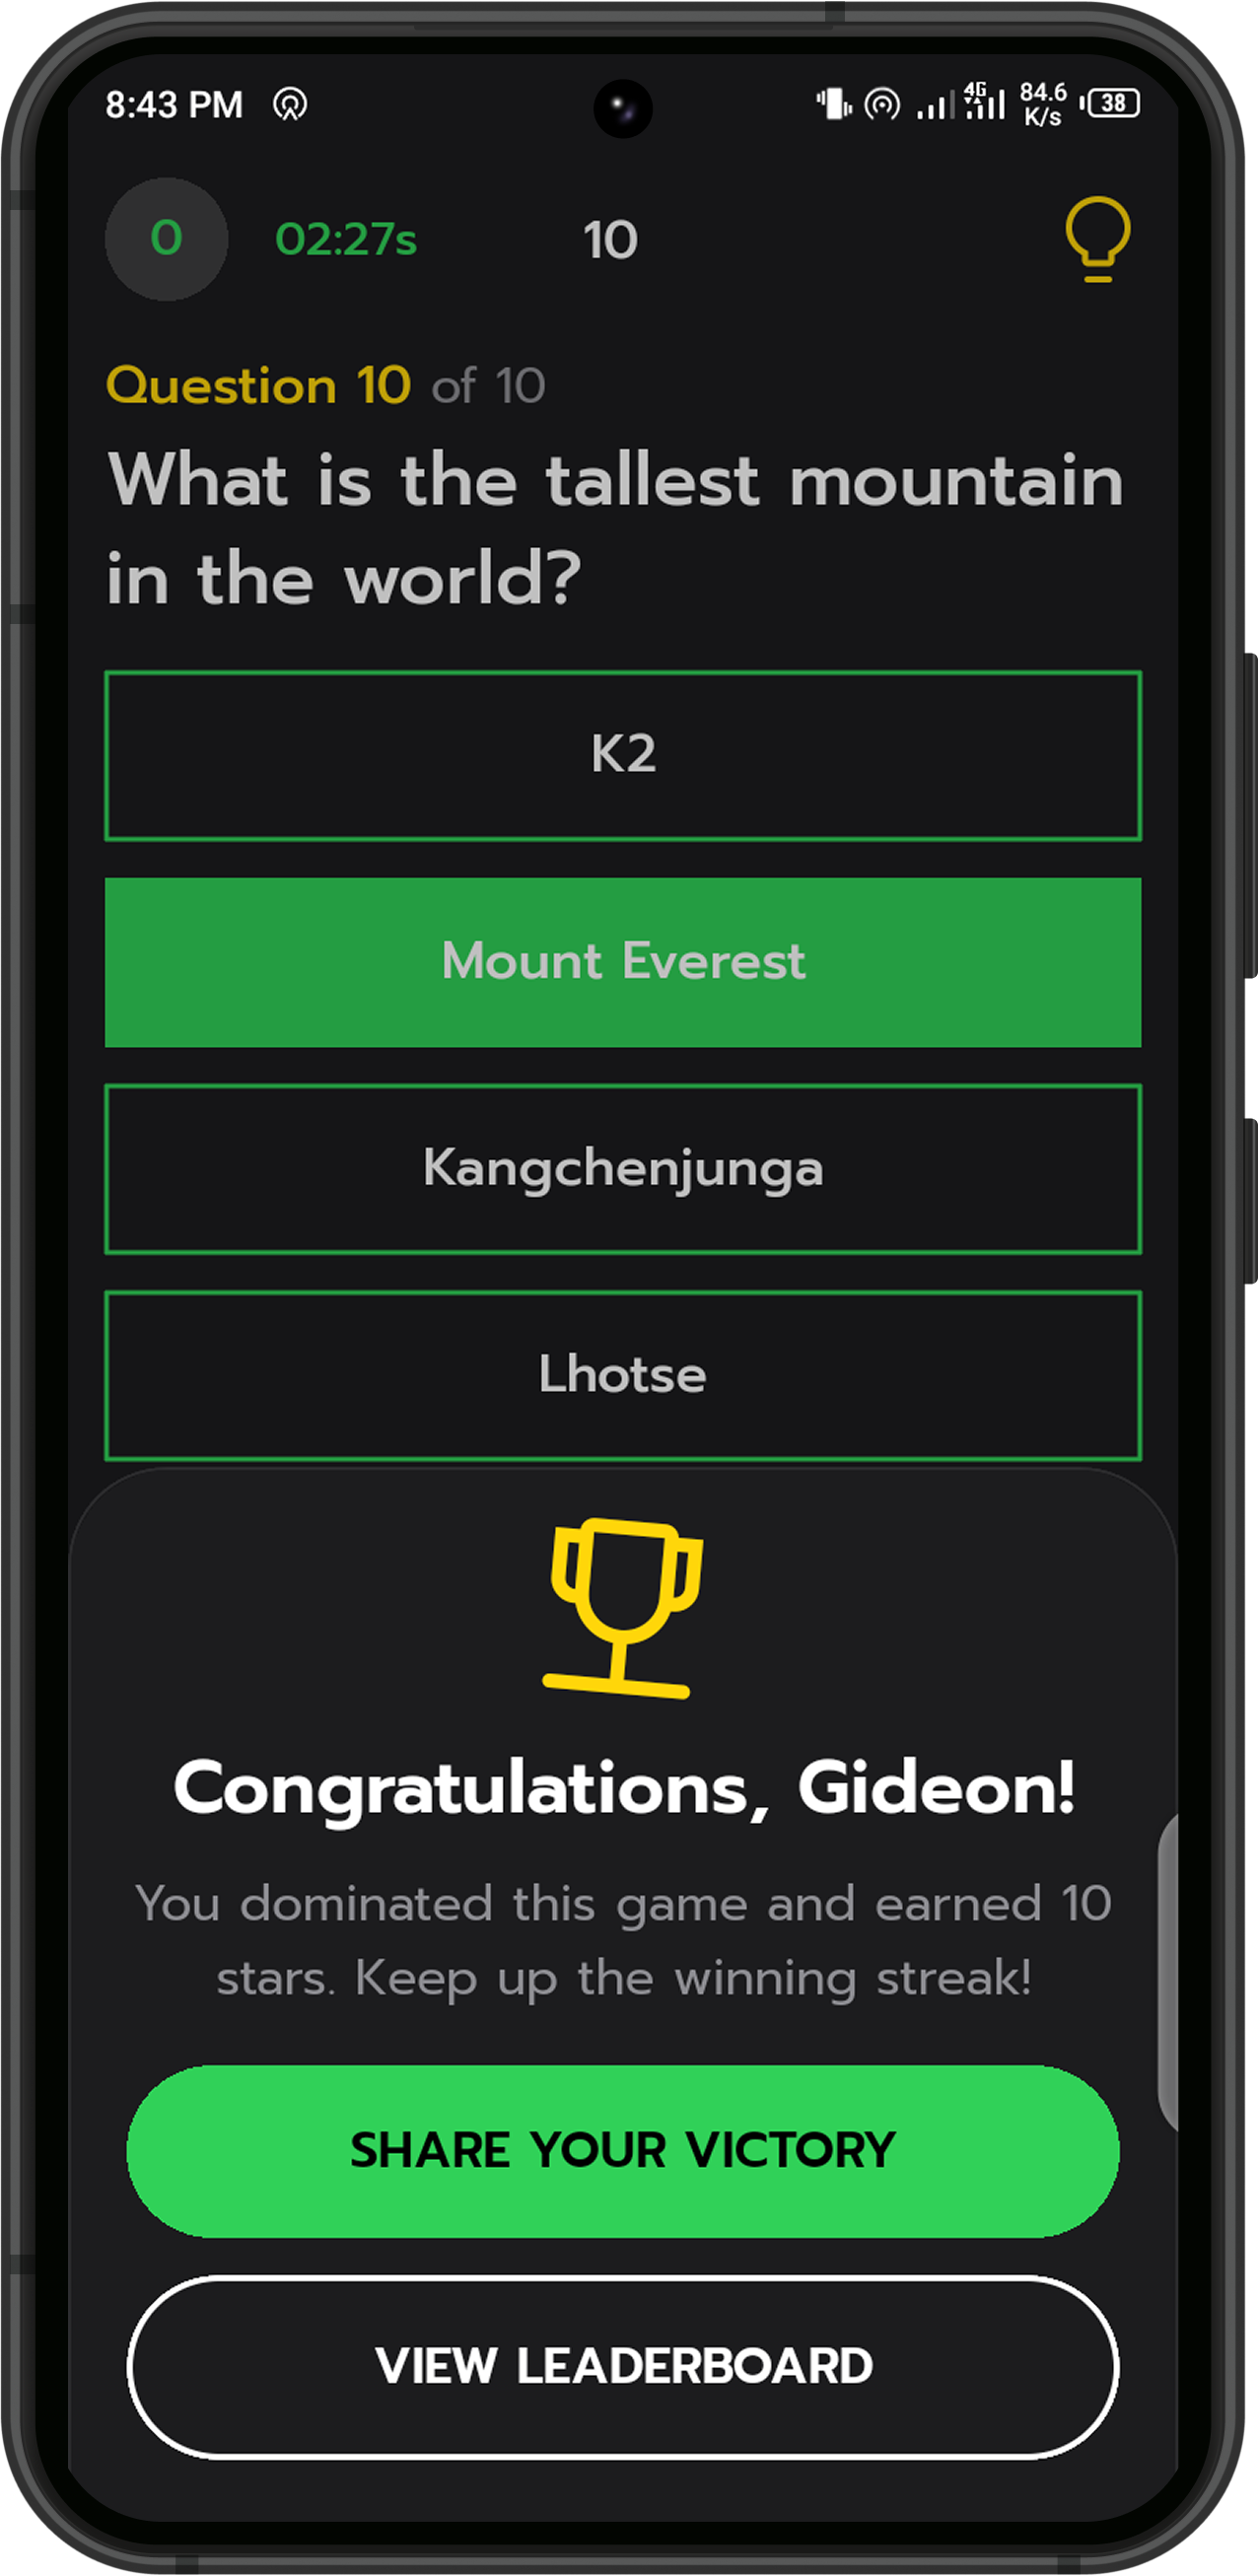 8:43 PM
4G
84.6
K/s
38
0
02:27s
10
Question 10 of 10
What is the tallest mountain
in the world?
K2
Mount Everest
Kangchenjunga
Lhotse
Congratulations, Gideon!
You dominated this game and earned 10
stars. Keep up the winning streak!
SHARE YOUR VICTORY
VIEW LEADERBOARD